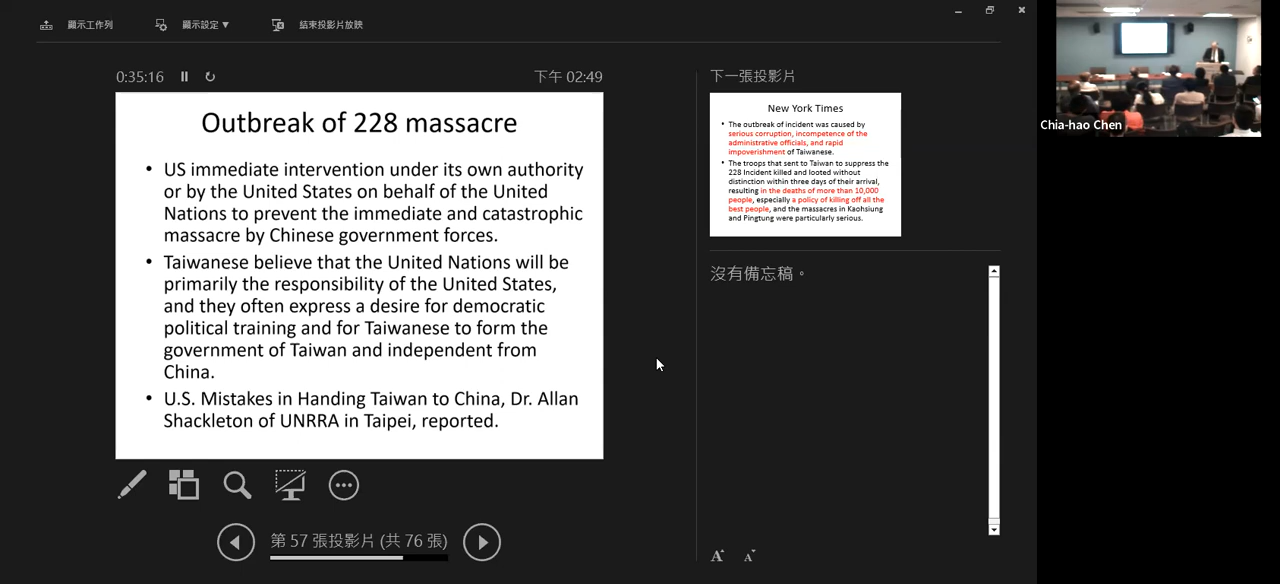 顯示工作列
顯示設定 ▼
結束投影片放映
0:35:16
下午 02:49
Outbreak of 228 massacre
• US immediate intervention under its own authority
or by the United States on behalf of the United
Nations to prevent the immediate and catastrophic
massacre by Chinese government forces.
• Taiwanese believe that the United Nations will be
primarily the responsibility of the United States,
and they often express a desire for democratic
political training and for Taiwanese to form the
government of Taiwan and independent from
China.
• U.S. Mistakes in Handing Taiwan to China, Dr. Allan
Shackleton of UNRRA in Taipei, reported.
第 57 張投影片 (共 76 張)
下一張投影片
New York Times
• The outbreak of incident was caused by
serious corruption, incompetence of the
administrative officials, and rapid
impoverishment of Taiwanese.
• The troops that sent to Taiwan to suppress the
228 Incident killed and looted without
distinction within three days of their arrival,
resulting in the deaths of more than 10,000
people, especially a policy of killing off all the
best people, and the massacres in Kaohsiung
and Pingtung were particularly serious.
沒有備忘稿。
A A
Chia-hao Chen